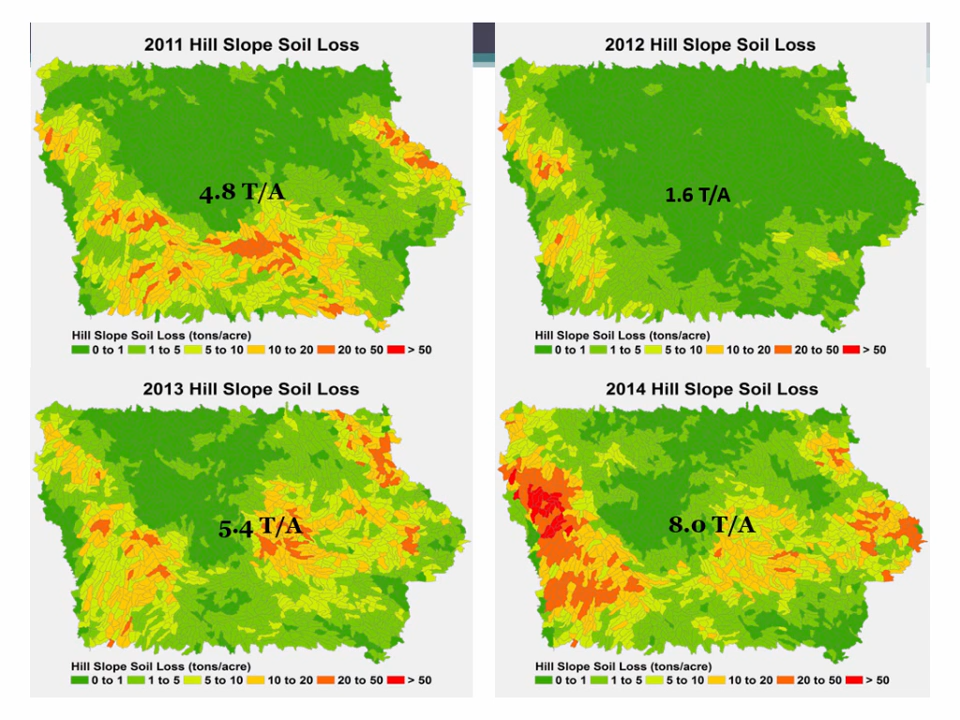 2011 Hill Slope Soil Loss
4.8 T/A
Hill Slope Soil Loss (tons/acre)
0 to 1 1 to 5 5 to 10 10 to 20 20 to 50 > 50
2012 Hill Slope Soil Loss
1.6 T/A
Hill Slope Soil Loss (tons/acre)
0 to 1 1 to 5 5 to 10 10 to 20 20 to 50 > 50
2013 Hill Slope Soil Loss
5.4 T/A
Hill Slope Soil Loss (tons/acre)
0 to 1 1 to 5 5 to 10 10 to 20 20 to 50 > 50
2014 Hill Slope Soil Loss
8.0 T/A
Hill Slope Soil Loss (tons/acre)
0 to 1 1 to 5 5 to 10 10 to 20 20 to 50 > 50